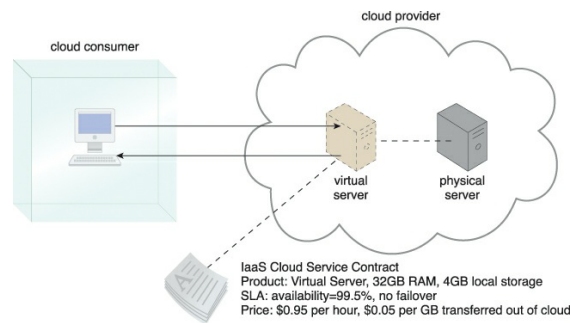 cloud provider
cloud consumer
virtual
server
physical
server
IaaS Cloud Service Contract
Product: Virtual Server, 32GB RAM, 4GB local storage
SLA: availability=99.5%, no failover
Price: $0.95 per hour, $0.05 per GB transferred out of cloud
A